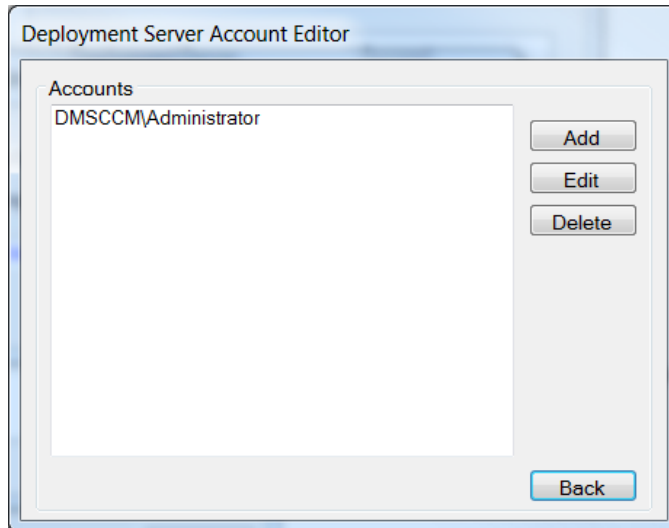 Deployment Server Account Editor
Accounts
DMSCCM\Administrator
Add
Edit
Delete
Back